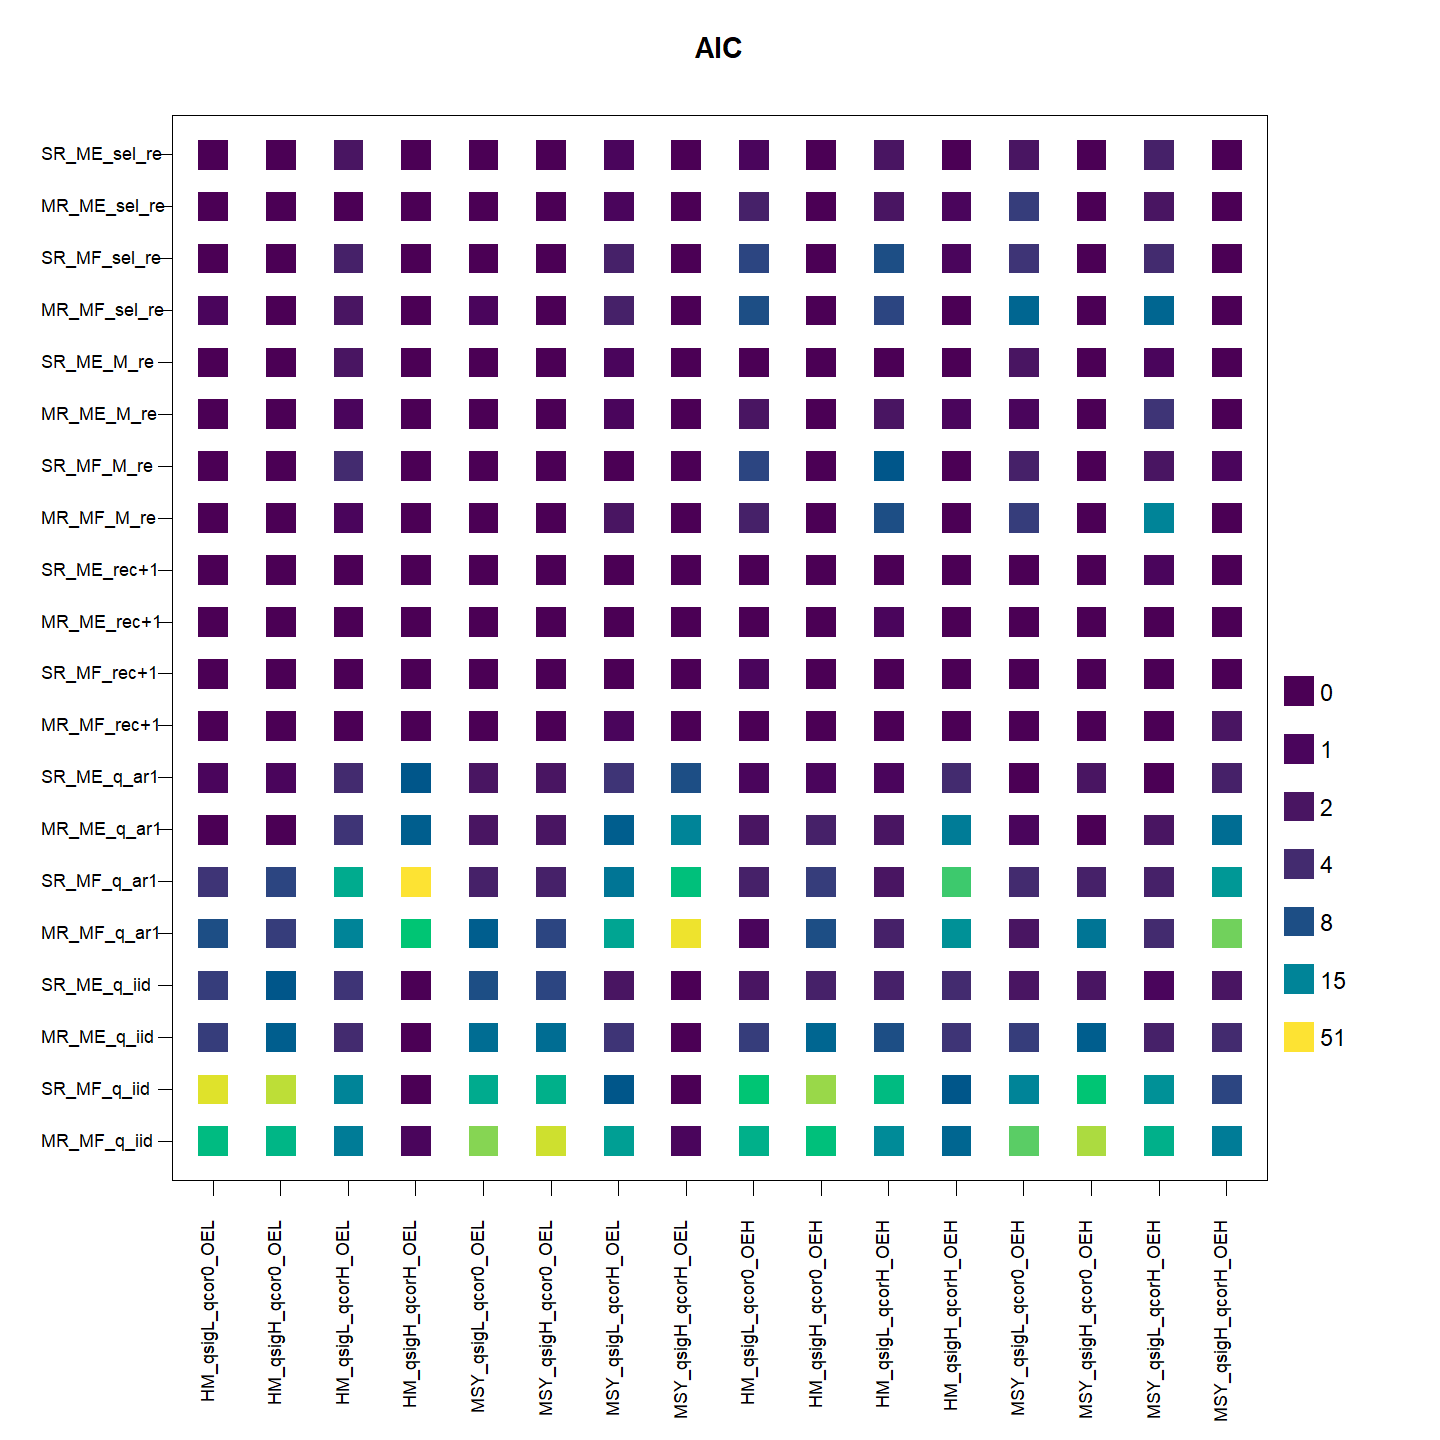 AIC
SR_ME_sel_re
MR_ME_sel_re
SR_MF_sel_re
MR_MF_sel_re
SR_ME_M_re
MR_ME_M_re
SR_MF_M_re
MR_MF_M_re
SR_ME_rec+1
MR_ME_rec+1
SR_MF_rec+1
MR_MF_rec+1
SR_ME_q_ar1
MR_ME_q_ar1
SR_MF_q_ar1
MR_MF_q_ar1
SR_ME_q_iid
MR_ME_q_iid
SR_MF_q_iid
MR_MF_q_iid
0
1
2
4
8
15
51
HM_qsigL_qcor0_OEL
HM_qsigH_qcor0_OEL
HM_qsigL_qcorH_OEL
HM_qsigH_qcorH_OEL
MSY_qsigL_qcor0_OEL
MSY_qsigH_qcor0_OEL
MSY_qsigL_qcorH_OEL
MSY_qsigH_qcorH_OEL
HM_qsigL_qcor0_OEH
HM_qsigH_qcor0_OEH
HM_qsigL_qcorH_OEH
HM_qsigH_qcorH_OEH
MSY_qsigL_qcor0_OEH
MSY_qsigH_qcor0_OEH
MSY_qsigL_qcorH_OEH
MSY_qsigH_qcorH_OEH